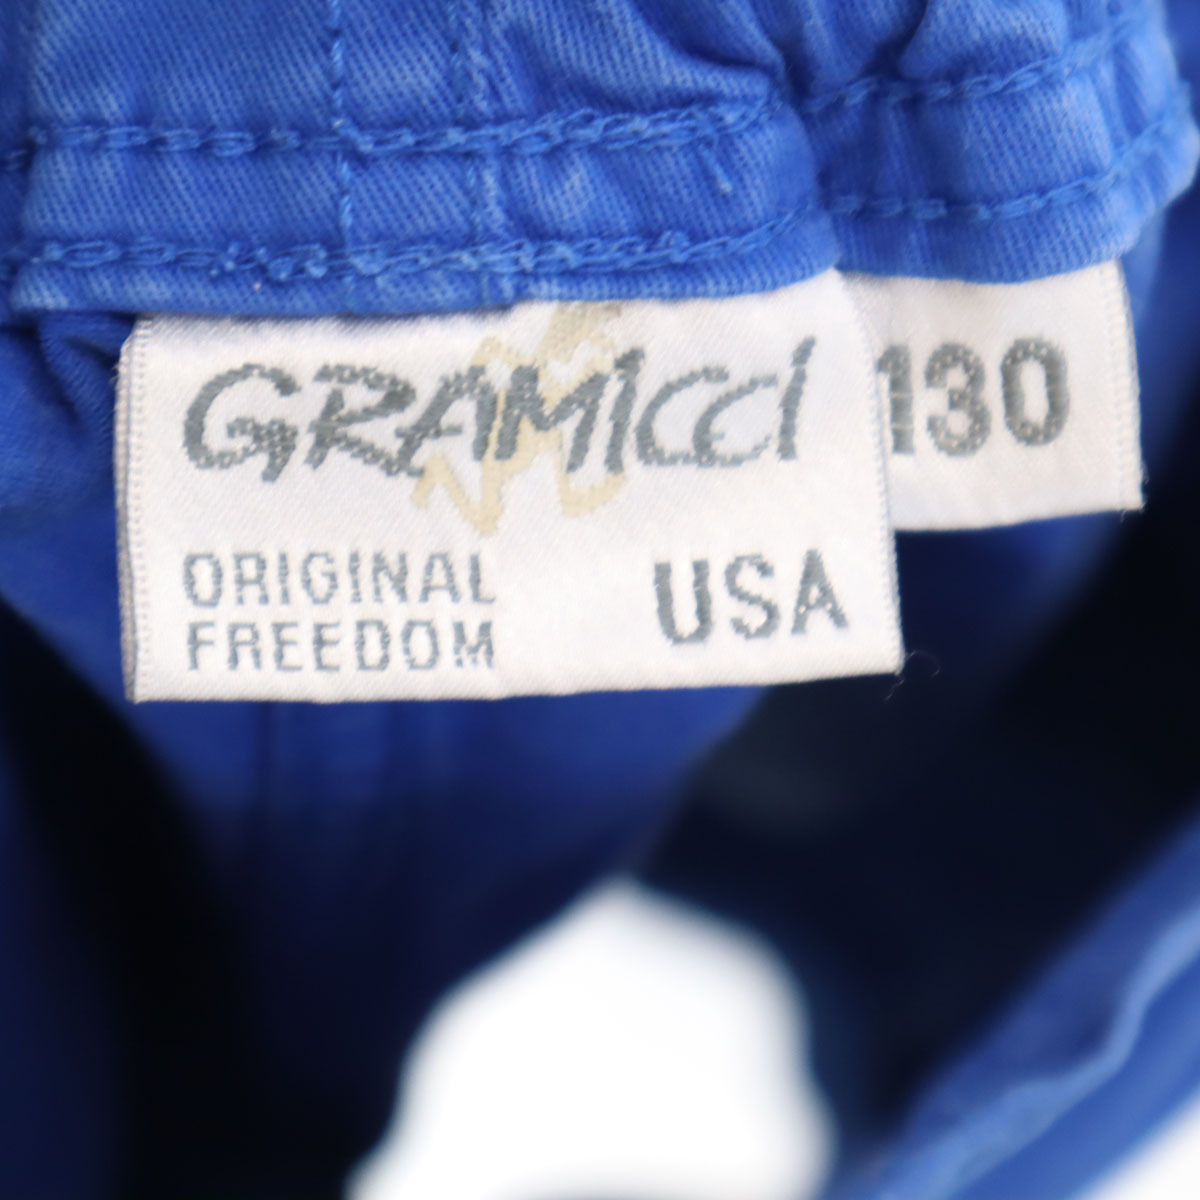 GRAMICCI
130
ORIGINAL
FREEDOM
USA